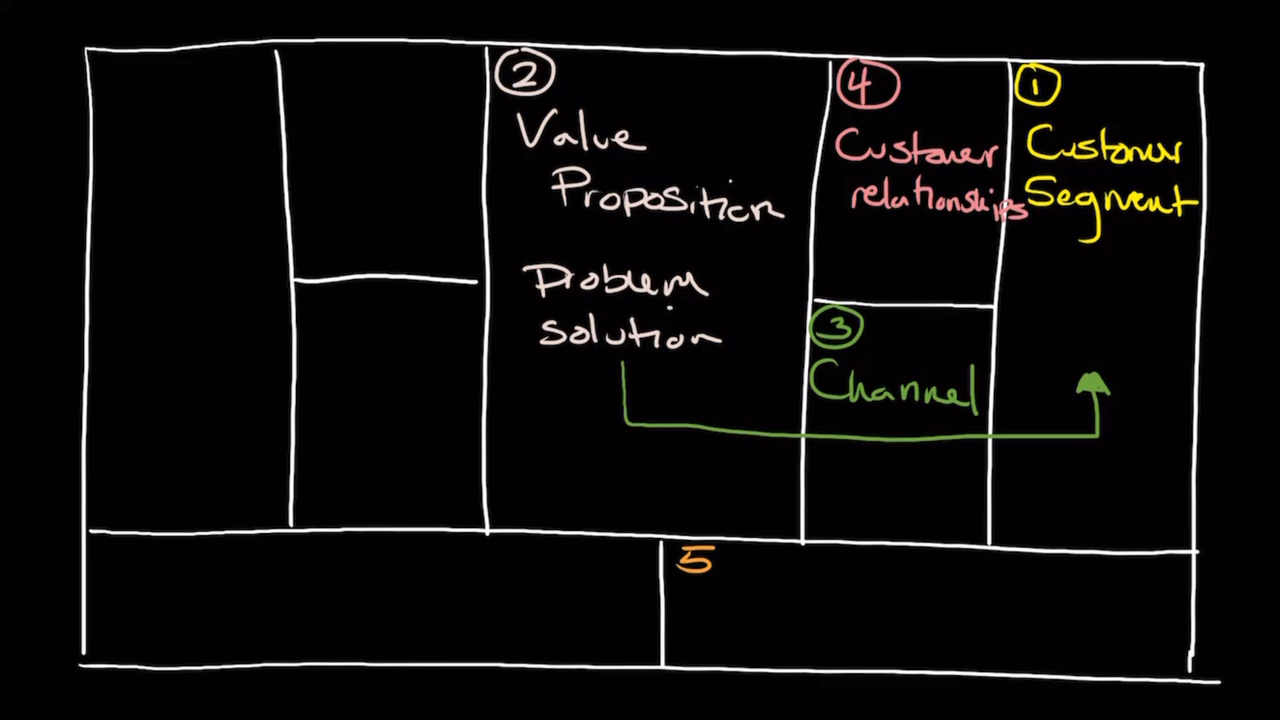 2
Value
Proposition
Problem
solution
4
Customer
relationships
1
Customer
Segment
3
Channel
5